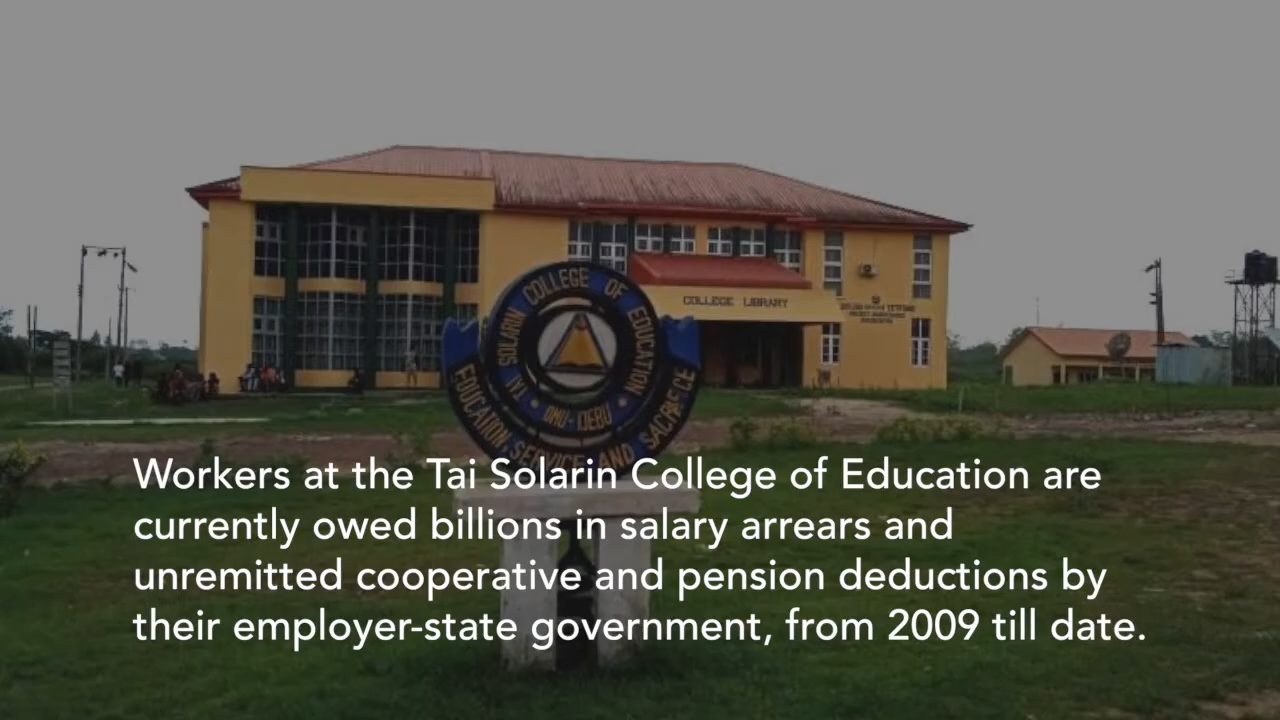 COLLEGE LIBRARY
TAI SOLARIN COLLEGE OF EDUCATION
OMU-IJEBU
EDUCATION, SERVICE AND SACRIFICE
Workers at the Tai Solarin College of Education are
currently owed billions in salary arrears and
unremitted cooperative and pension deductions by
their employer-state government, from 2009 till date.